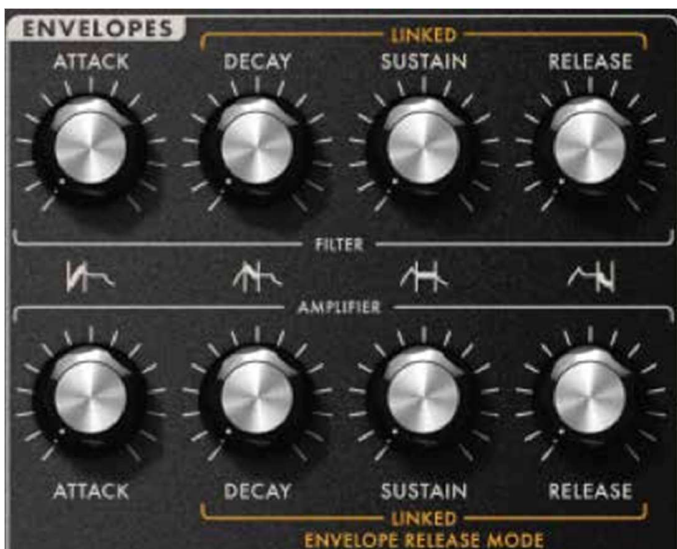 ENVELOPES
LINKED
ATTACK DECAY SUSTAIN RELEASE
FILTER
AMPLIFIER
ATTACK DECAY SUSTAIN RELEASE
LINKED
ENVELOPE RELEASE MODE